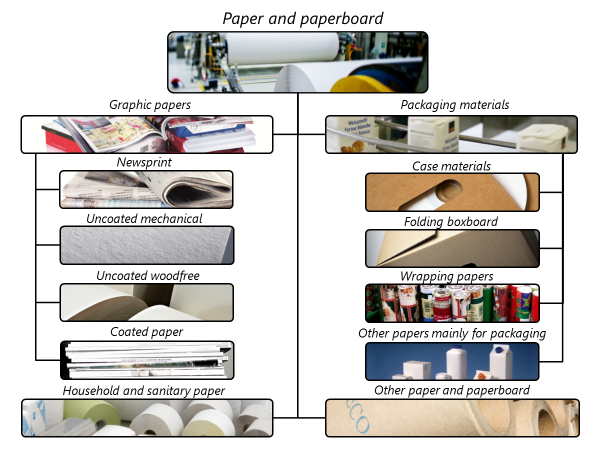 Paper and paperboard
Graphic papers
Packaging materials
Newsprint
Case materials
Uncoated mechanical
Folding boxboard
Uncoated woodfree
Wrapping papers
Coated paper
Other papers mainly for packaging
Household and sanitary paper
Other paper and paperboard